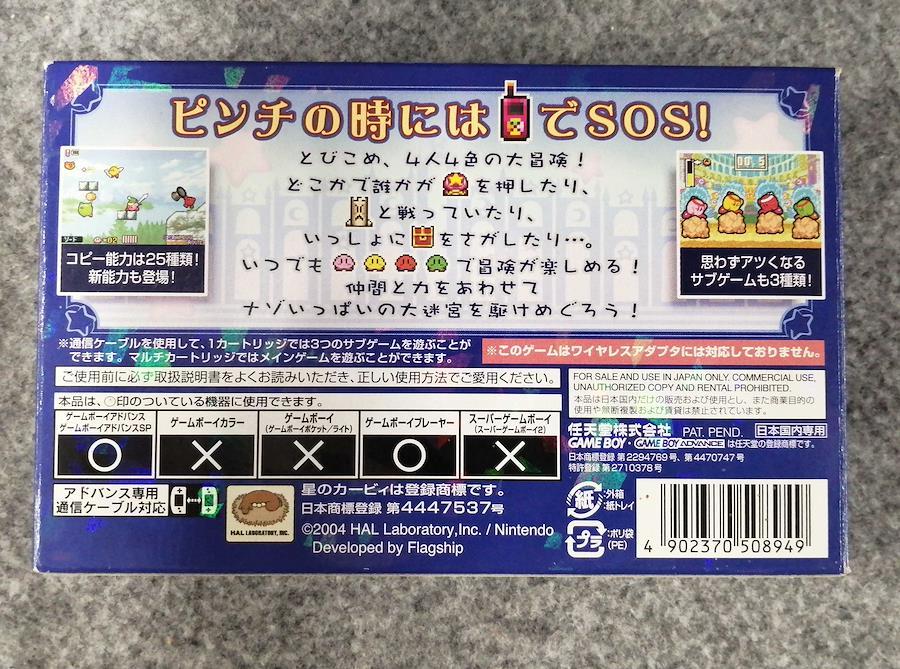 ピンチの時にはでSOS!
とびこめ、4人4色の大冒険!
どこかで誰かがを押したり、
と戦っていたり、
いっしょにをさがしたり…。
いつでもで冒険が楽しめる!
仲間と力をあわせて
ナゾいっぱいの大迷宮を駆けめぐろう!
コピー能力は25種類!
新能力も登場!
00.5
思わずアツくなる
サブゲームも3種類!
※通信ケーブルを使用して、1カートリッジでは3つのサブゲームを遊ぶことが
できます。マルチカートリッジではメインゲームを遊ぶことができます。
※このゲームはワイヤレスアダプタには対応しておりません。
ご使用前に必ず取扱説明書をよくお読みいただき、正しい使用方法でご愛用ください。
本品は、○印のついている機器に使用できます。
ゲームボーイアドバンス
ゲームボーイアドバンスSP
○
ゲームボーイカラー
×
ゲームボーイ
(ゲームボーイポケット/ライト)
×
ゲームボーイプレーヤー
○
スーパーゲームボーイ
(スーパーゲームボーイ2)
×
FOR SALE AND USE IN JAPAN ONLY. COMMERCIAL USE,
UNAUTHORIZED COPY AND RENTAL PROHIBITED.
本品は日本国内だけの販売および使用とし、また商業目的の
使用や無断複製および賃貸は禁止されています。
任天堂株式会社 PAT. PEND. 日本国内専用
GAME BOY・GAME BOY ADVANCE は任天堂の登録商標です。
日本商標登録 第2294769号、第4470747号
特許登録 第2710378号
アドバンス専用
通信ケーブル対応
HAL LABORATORY, INC.
星のカービィは登録商標です。
日本商標登録 第4447537号
©2004 HAL Laboratory,Inc. / Nintendo
Developed by Flagship
紙
:外箱
:紙トレイ
プラ
:ポリ袋
(PE)
4 902370 508949